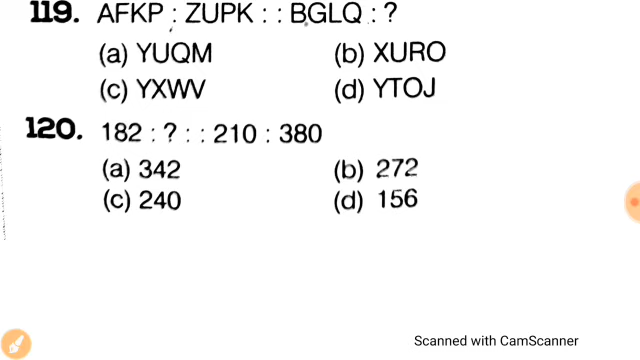 119. AFKP : ZUPK : : BGLQ : ?
(a) YUQM (b) XURO
(c) YXWV (d) YTOJ
120. 182 : ? : : 210 : 380
(a) 342 (b) 272
(c) 240 (d) 156
Scanned with CamScanner